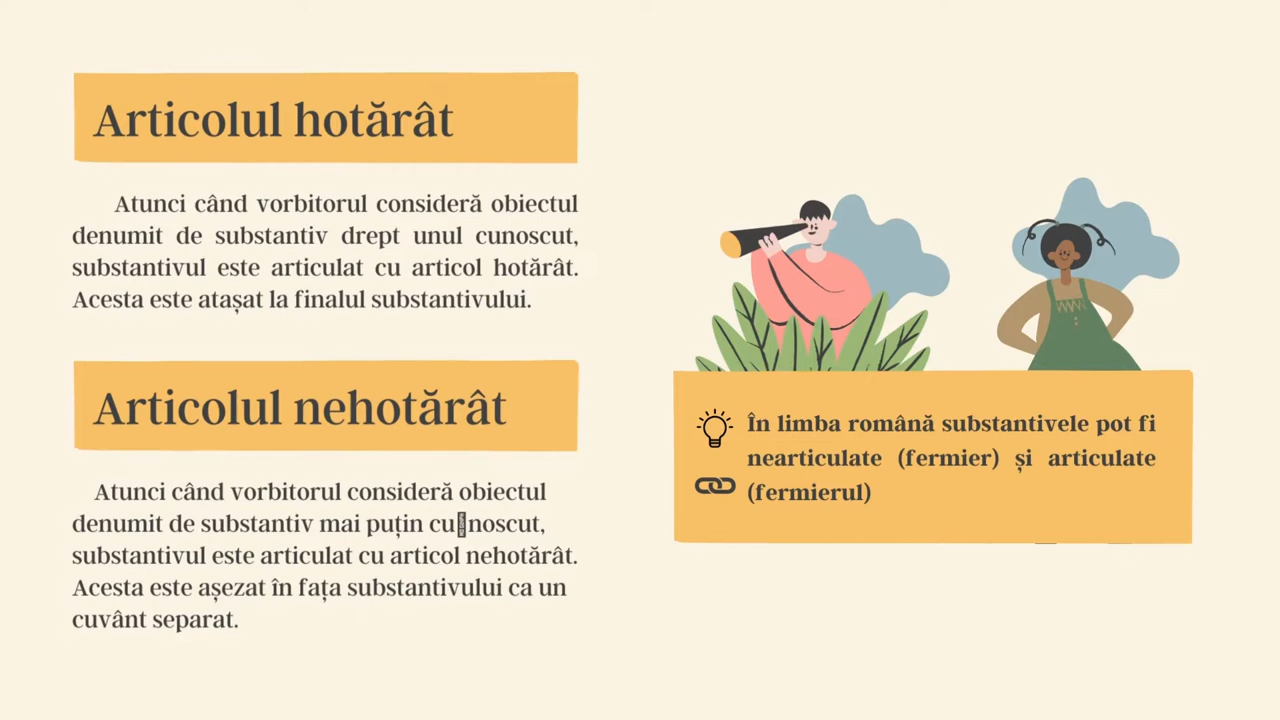 Articolul hotărât
Atunci când vorbitorul consideră obiectul
denumit de substantiv drept unul cunoscut,
substantivul este articulat cu articol hotărât.
Acesta este atașat la finalul substantivului.
Articolul nehotărât
Atunci când vorbitorul consideră obiectul
denumit de substantiv mai puțin cunoscut,
substantivul este articulat cu articol nehotărât.
Acesta este așezat în fața substantivului ca un
cuvânt separat.
În limba română substantivele pot fi
nearticulate (fermier) și articulate
(fermierul)